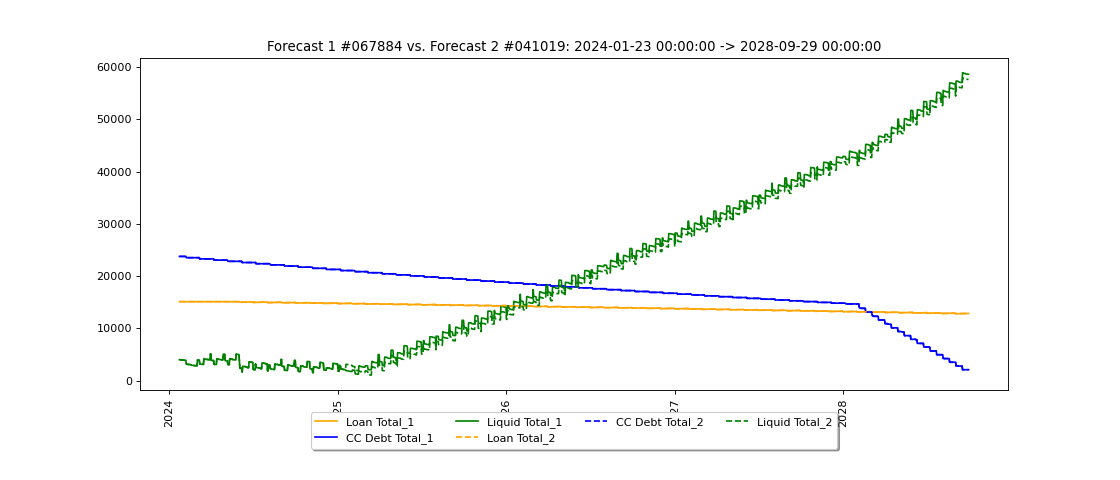 Forecast 1 #067884 vs. Forecast 2 #041019: 2024-01-23 00:00:00 -> 2028-09-29 00:00:00
60000
50000
40000
30000
20000
10000
0
2024
25
26
27
2028
Loan Total_1
CC Debt Total_1
Liquid Total_1
Loan Total_2
CC Debt Total_2
Liquid Total_2